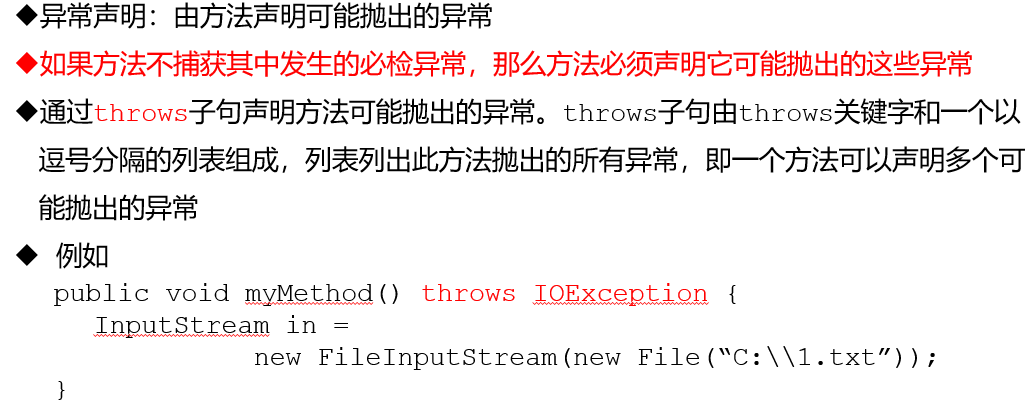 ◆异常声明：由方法声明可能抛出的异常
◆如果方法不捕获其中发生的必检异常，那么方法必须声明它可能抛出的这些异常
◆通过throws子句声明方法可能抛出的异常。throws子句由throws关键字和一个以
逗号分隔的列表组成，列表列出此方法抛出的所有异常，即一个方法可以声明多个可
能抛出的异常
◆ 例如
public void myMethod() throws IOException {
InputStream in =
new FileInputStream(new File(“C:\\1.txt”));
}